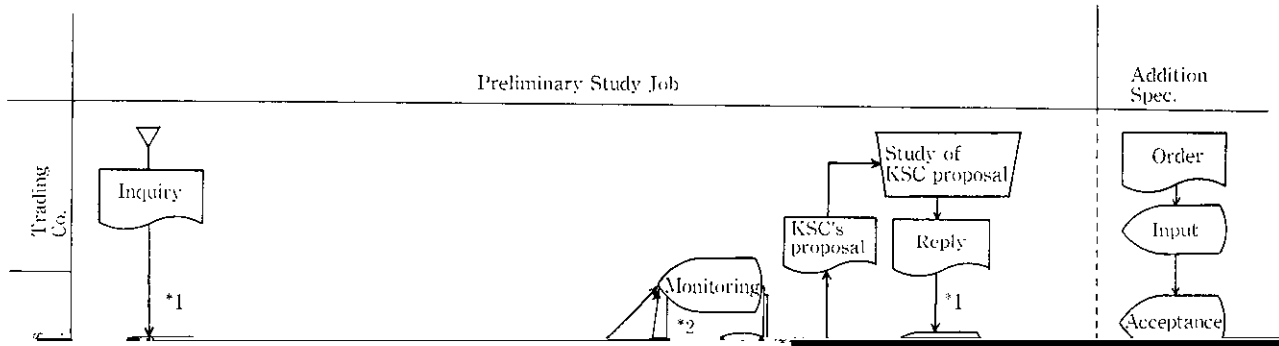 Preliminary Study Job
Addition
Spec.
Trading
Co.
Inquiry
*1
Monitoring
*2
KSC's
proposal
Study of
KSC proposal
Reply
*1
Order
Input
Acceptance